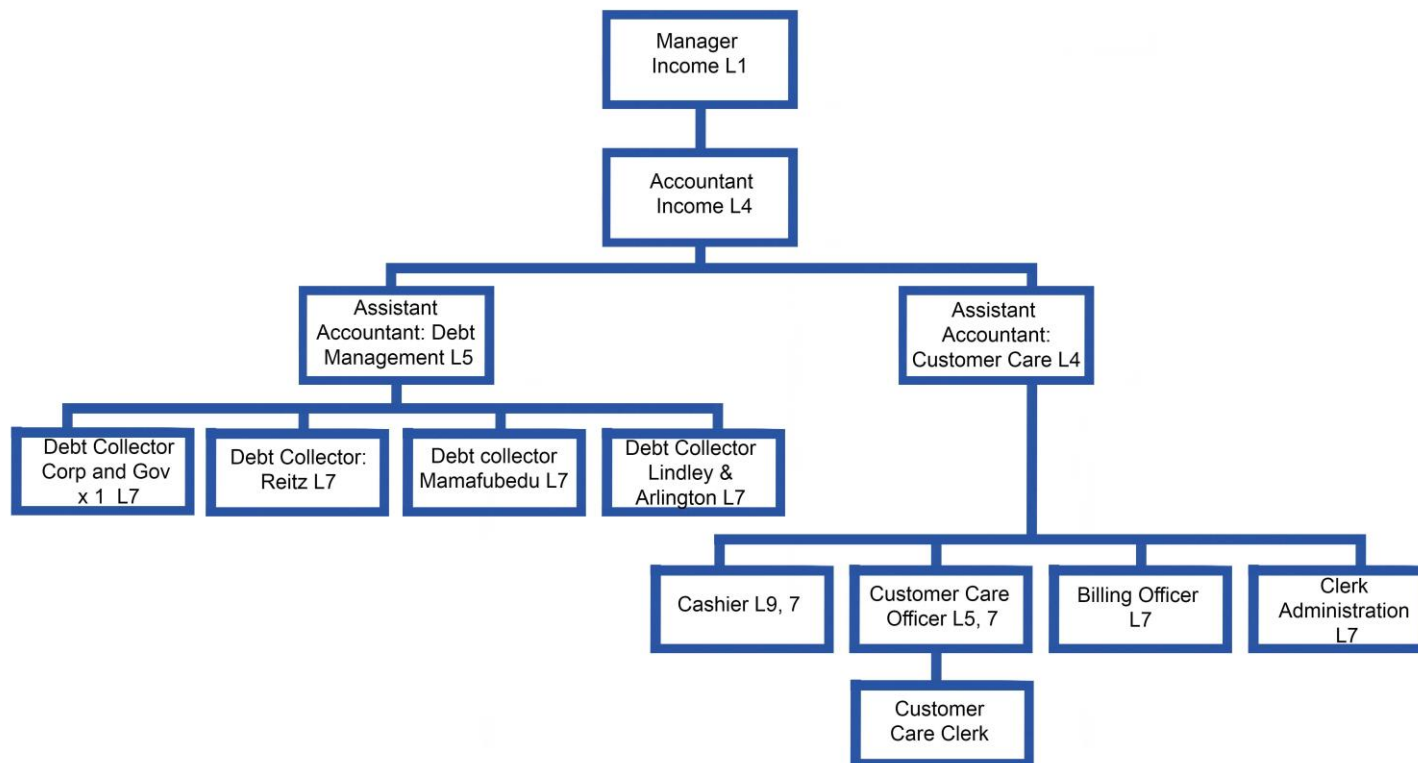 Manager
Income L1
Accountant
Income L4
Assistant
Accountant: Debt
Management L5
Assistant
Accountant:
Customer Care L4
Debt Collector
Corp and Gov
x 1 L7
Debt Collector:
Reitz L7
Debt collector
Mamafubedu L7
Debt Collector
Lindley &
Arlington L7
Cashier L9, 7
Customer Care
Officer L5, 7
Billing Officer
L7
Clerk
Administration
L7
Customer
Care Clerk